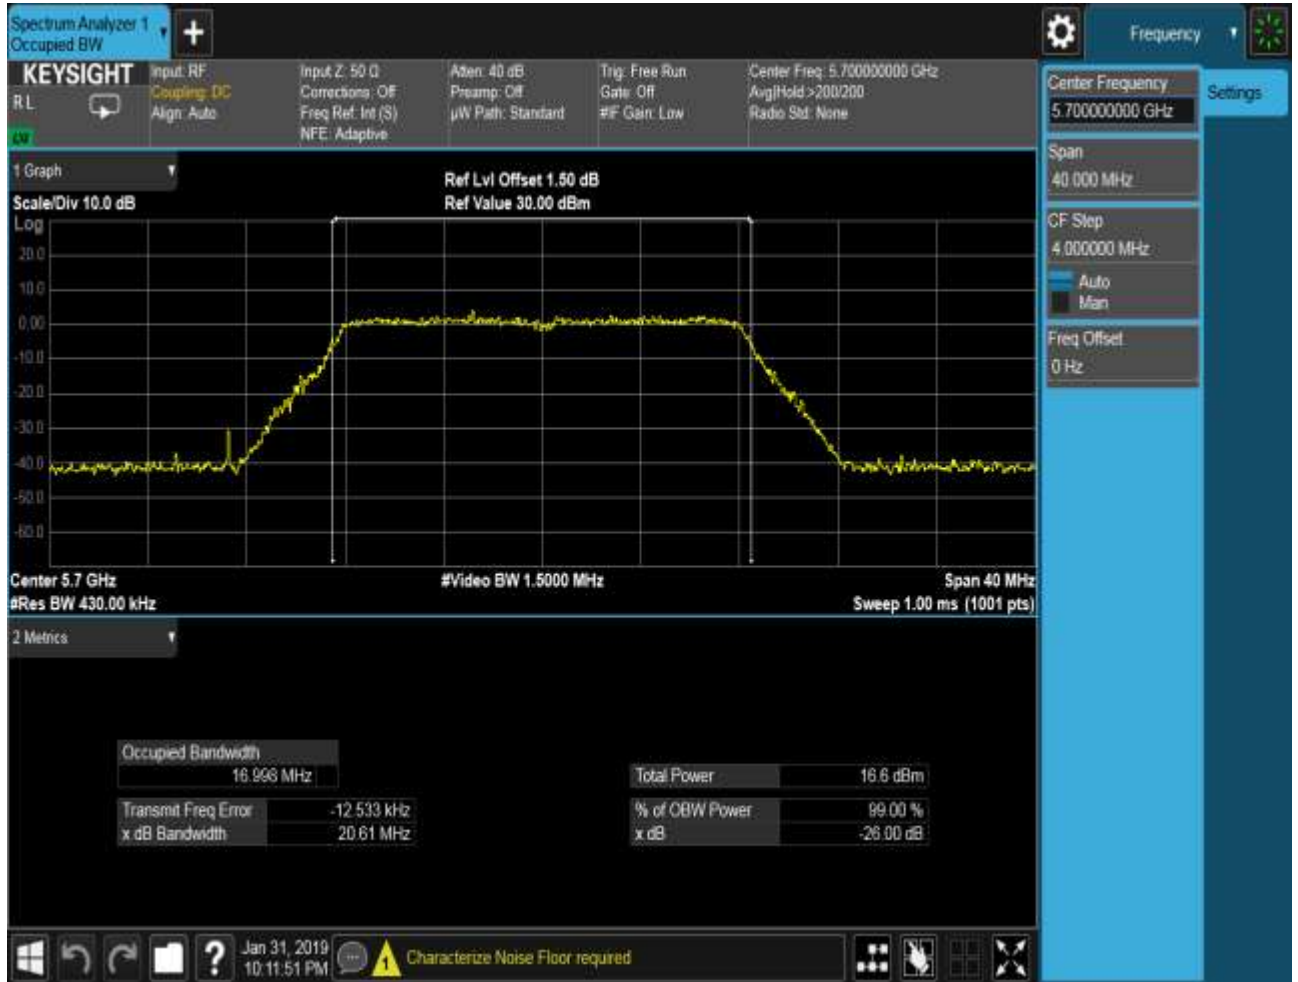 Spectrum Analyzer 1
Occupied BW
Frequency
KEYSIGHT
RL
Input: RF
Coupling: DC
Align: Auto
Input Z: 50 Ω
Corrections: Off
Freq Ref: Int (S)
NFE: Adaptive
Atten: 40 dB
Preamp: Off
µW Path: Standard
Trig: Free Run
Gate: Off
#IF Gain: Low
Center Freq: 5.700000000 GHz
Avg|Hold:>200/200
Radio Std: None
Center Frequency
5.700000000 GHz
Settings
Span
40.000 MHz
CF Step
4.000000 MHz
Auto
Man
Freq Offset
0 Hz
1 Graph
Scale/Div 10.0 dB
Ref Lvl Offset 1.50 dB
Ref Value 30.00 dBm
Log
20.0
10.0
0.00
-10.0
-20.0
-30.0
-40.0
-50.0
-60.0
Center 5.7 GHz
#Res BW 430.00 kHz
#Video BW 1.5000 MHz
Span 40 MHz
Sweep 1.00 ms (1001 pts)
2 Metrics
Occupied Bandwidth
16.996 MHz
Transmit Freq Error -12.533 kHz
x dB Bandwidth 20.61 MHz
Total Power 16.6 dBm
% of OBW Power 99.00 %
x dB -26.00 dB
Jan 31, 2019
10:11:51 PM
1
Characterize Noise Floor required